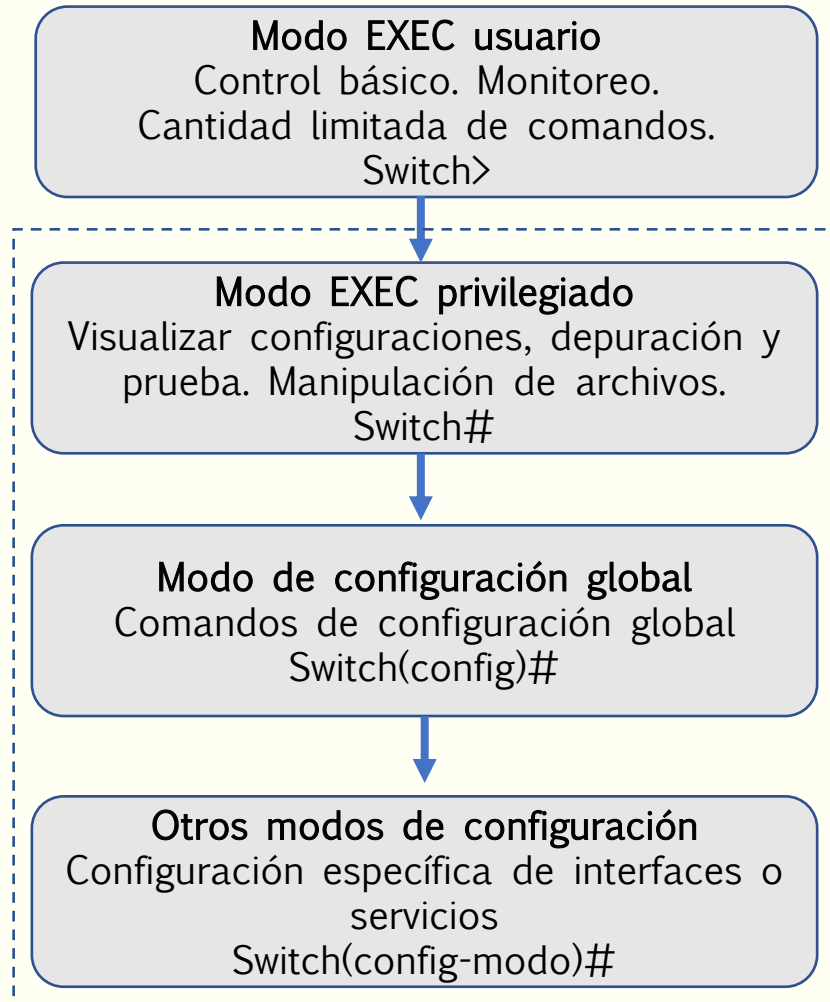 Modo EXEC usuario
Control básico. Monitoreo.
Cantidad limitada de comandos.
Switch>
Modo EXEC privilegiado
Visualizar configuraciones, depuración y
prueba. Manipulación de archivos.
Switch#
Modo de configuración global
Comandos de configuración global
Switch(config)#
Otros modos de configuración
Configuración específica de interfaces o
servicios
Switch(config-modo)#